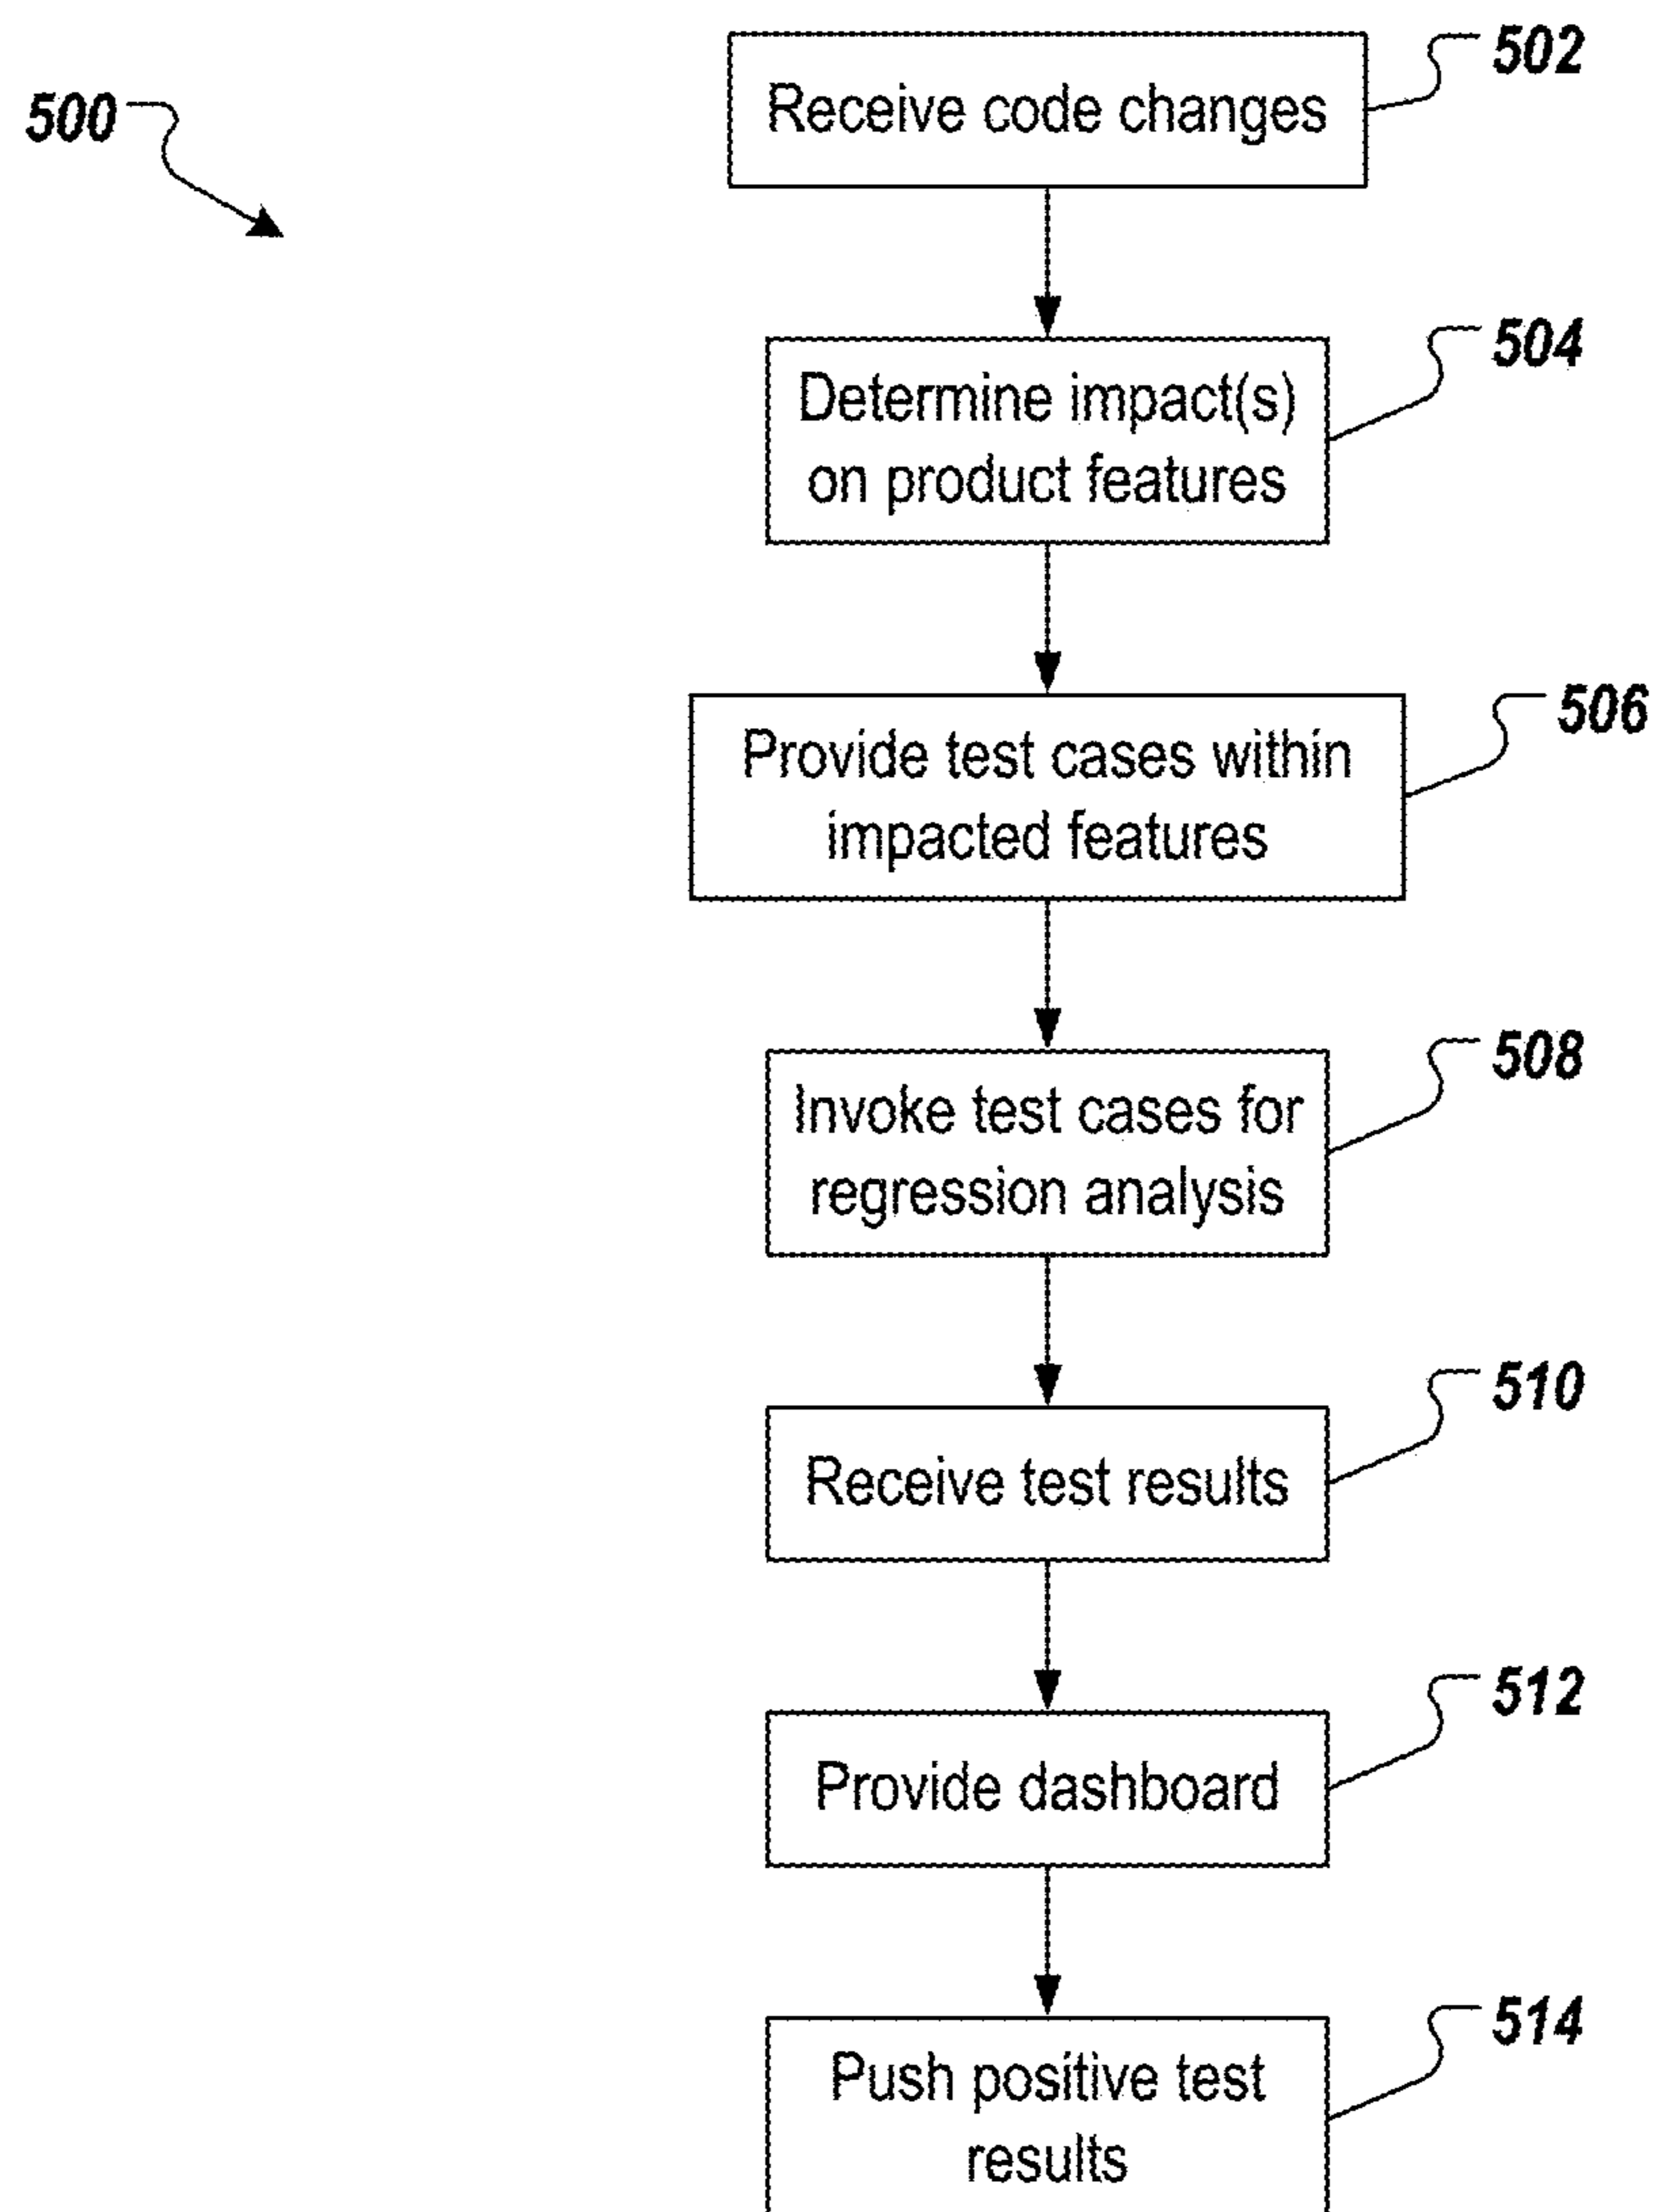 500
502
Receive code changes
504
Determine impact(s)
on product features
506
Provide test cases within
impacted features
508
Invoke test cases for
regression analysis
510
Receive test results
512
Provide dashboard
514
Push positive test
results